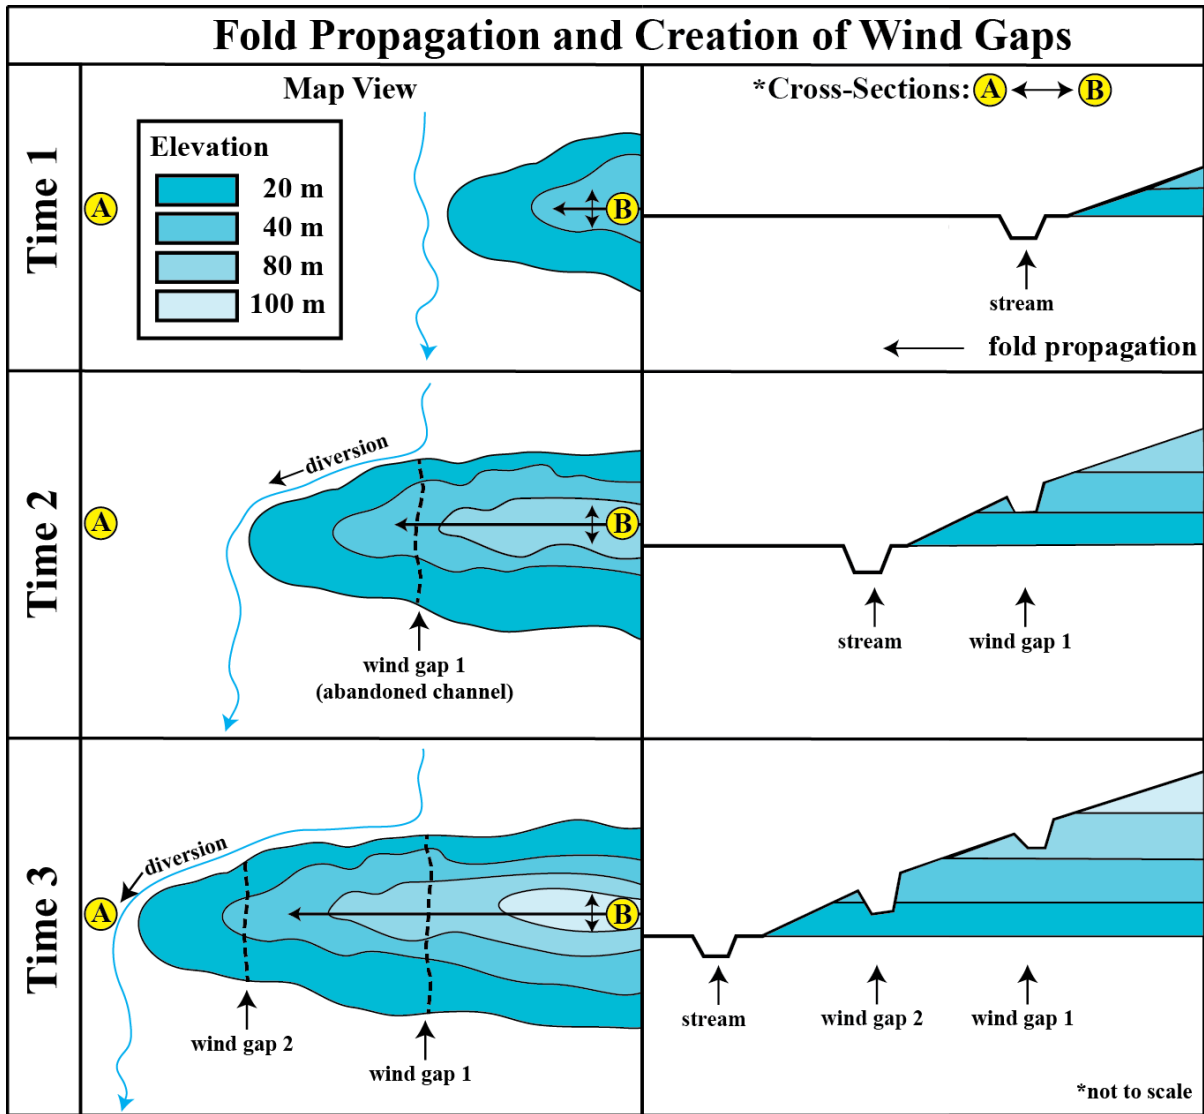 Fold Propagation and Creation of Wind Gaps
Time 1
Map View
Elevation
20 m
40 m
80 m
100 m
A
B
*Cross-Sections: A B
stream
fold propagation
Time 2
diversion
A
B
wind gap 1
(abandoned channel)
stream
wind gap 1
Time 3
diversion
A
B
wind gap 2
wind gap 1
stream
wind gap 2
wind gap 1
*not to scale